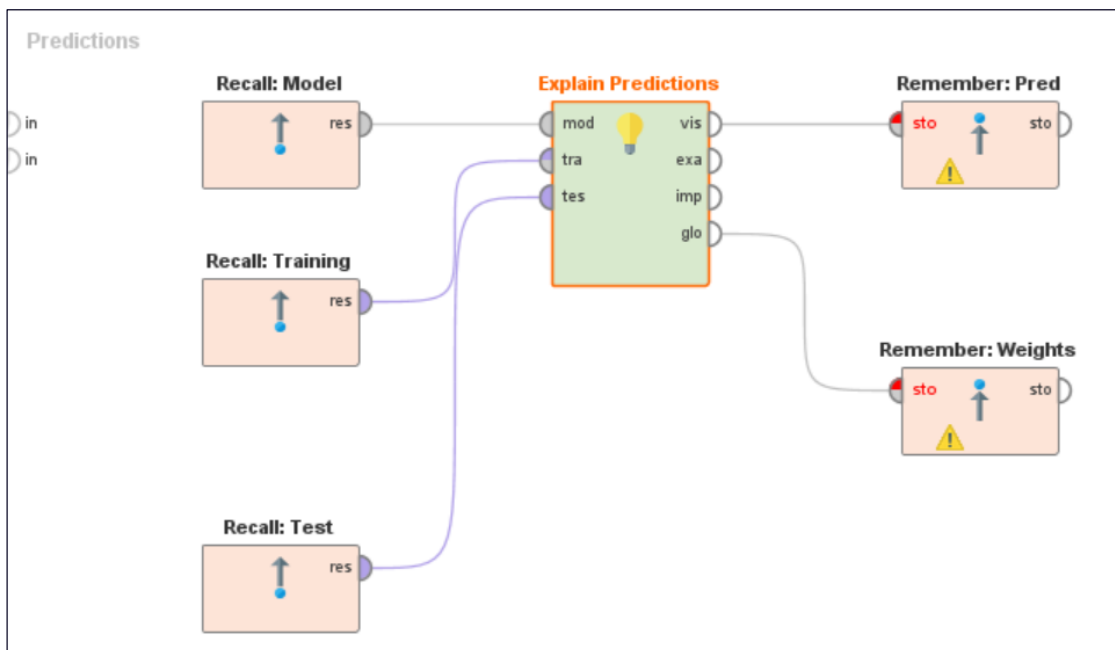 Predictions
in
in
Recall: Model
res
Recall: Training
res
Recall: Test
res
Explain Predictions
mod
vis
tra
exa
tes
imp
glo
Remember: Pred
sto
sto
Remember: Weights
sto
sto